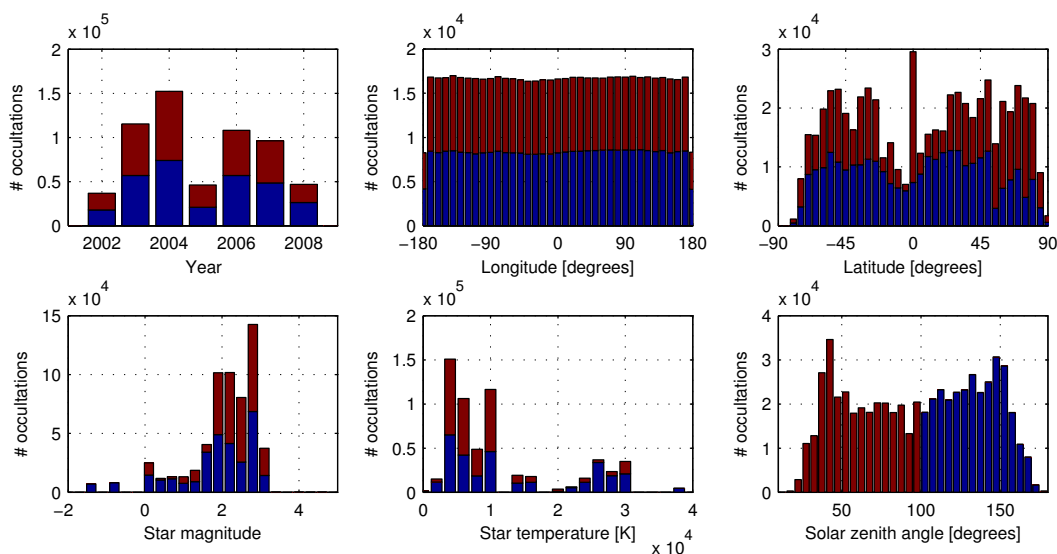 x 10^5
2
1.5
1
0.5
0
# occultations
2002 2004 2006 2008
Year
x 10^4
2
1.5
1
0.5
0
# occultations
−180 −90 0 90 180
Longitude [degrees]
x 10^4
3
2
1
0
# occultations
−90 −45 0 45 90
Latitude [degrees]
x 10^4
15
10
5
0
# occultations
−2 0 2 4
Star magnitude
x 10^5
2
1.5
1
0.5
0
# occultations
0 1 2 3 4
Star temperature [K]
x 10^4
x 10^4
4
3
2
1
0
# occultations
50 100 150
Solar zenith angle [degrees]